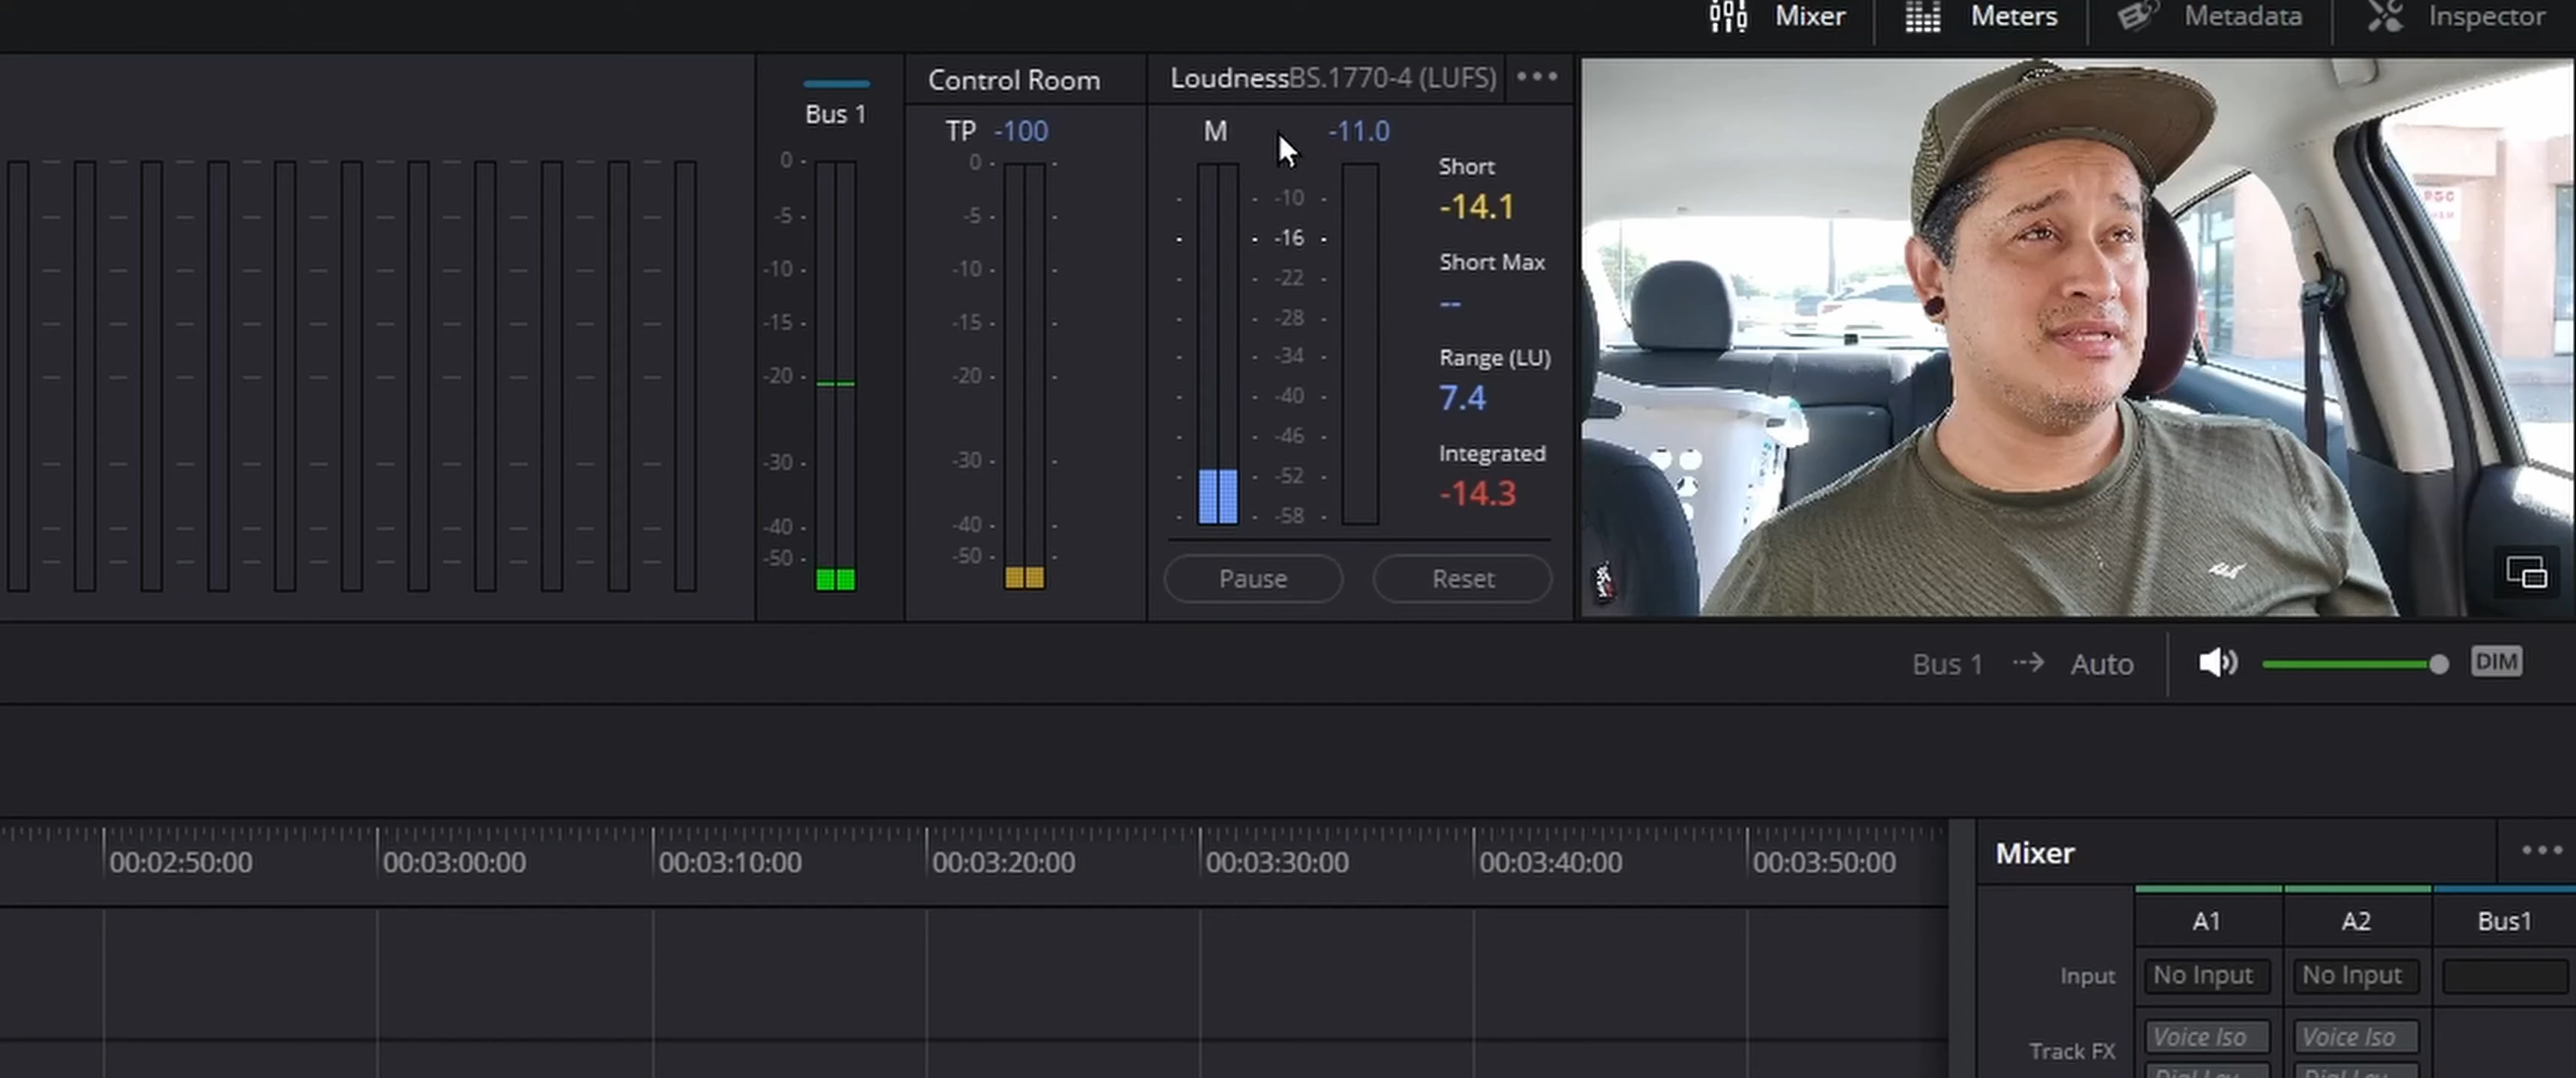 Mixer
Meters
Metadata
Inspector
Bus 1
0
-5
-10
-15
-20
-30
-40
-50
Control Room
TP -100
0
-5
-10
-15
-20
-30
-40
-50
Loudness BS.1770-4 (LUFS)
M -11.0
-10
-16
-22
-28
-34
-40
-46
-52
-58
Short
-14.1
Short Max
--
Range (LU)
7.4
Integrated
-14.3
Pause
Reset
Bus 1 Auto
DIM
00:02:50:00
00:03:00:00
00:03:10:00
00:03:20:00
00:03:30:00
00:03:40:00
00:03:50:00
Mixer
A1 A2 Bus1
Input No Input No Input
Track FX Voice Iso Voice Iso